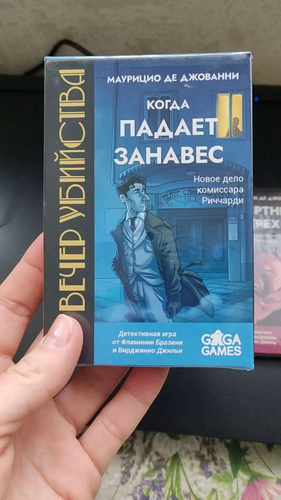 ВЕЧЕР УБИЙСТВА
МАУРИЦИО ДЕ ДЖОВАННИ
КОГДА
ПАДАЕТ
ЗАНАВЕС
Новое дело
комиссара
Риччарди
Детективная игра
от Фламинии Бразини
и Вирджинио Джильи
GAGA
GAMES